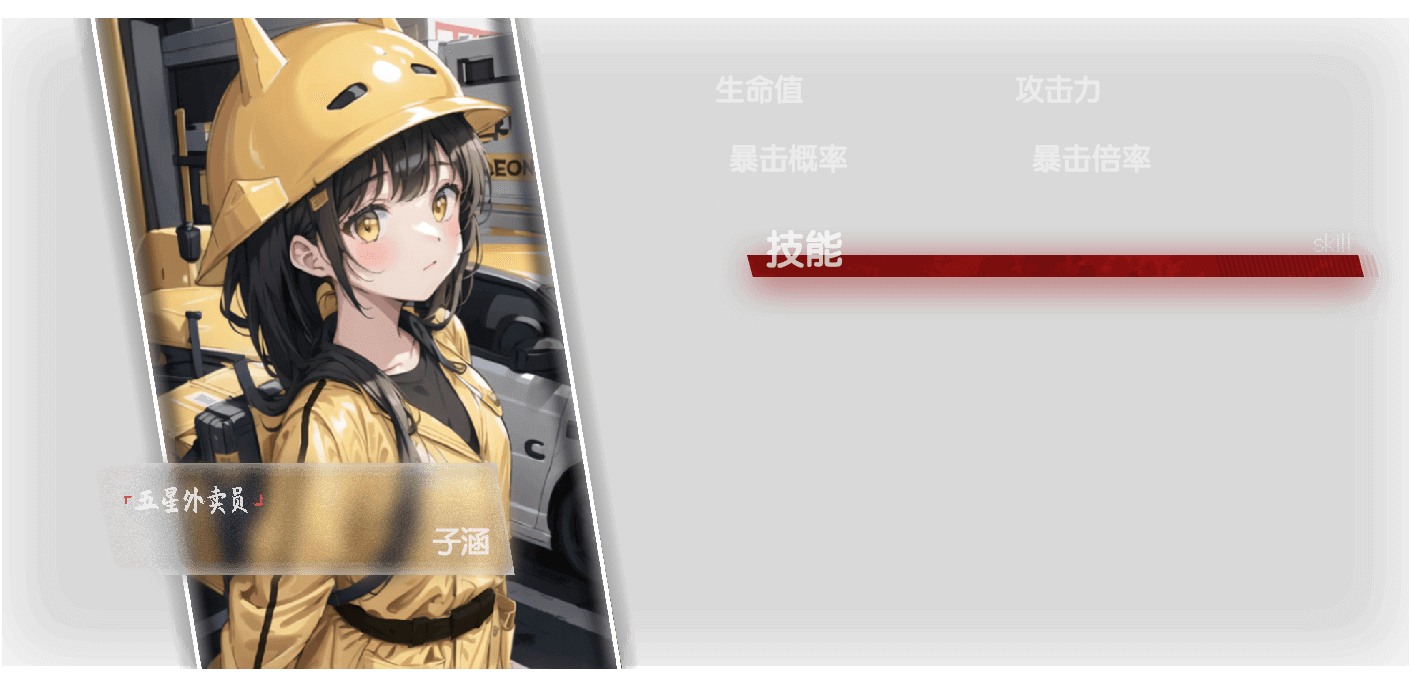 生命值 攻击力
暴击概率 暴击倍率
技能 skill
EON
「五星外卖员」
子涵